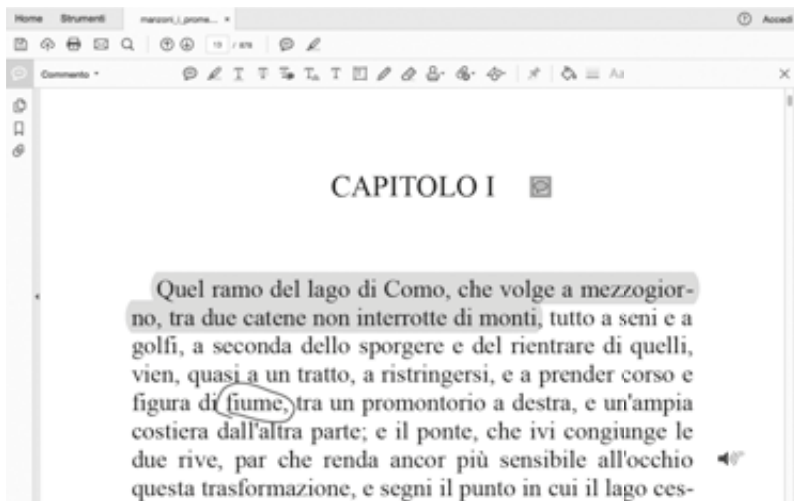 Home Strumenti manzoni_i_prome... × Accedi
Commento
CAPITOLO I
Quel ramo del lago di Como, che volge a mezzogior-
no, tra due catene non interrotte di monti, tutto a seni e a
golfi, a seconda dello sporgere e del rientrare di quelli,
vien, quasi a un tratto, a ristringersi, e a prender corso e
figura di fiume, tra un promontorio a destra, e un'ampia
costiera dall'altra parte; e il ponte, che ivi congiunge le
due rive, par che renda ancor più sensibile all'occhio
questa trasformazione, e segni il punto in cui il lago ces-